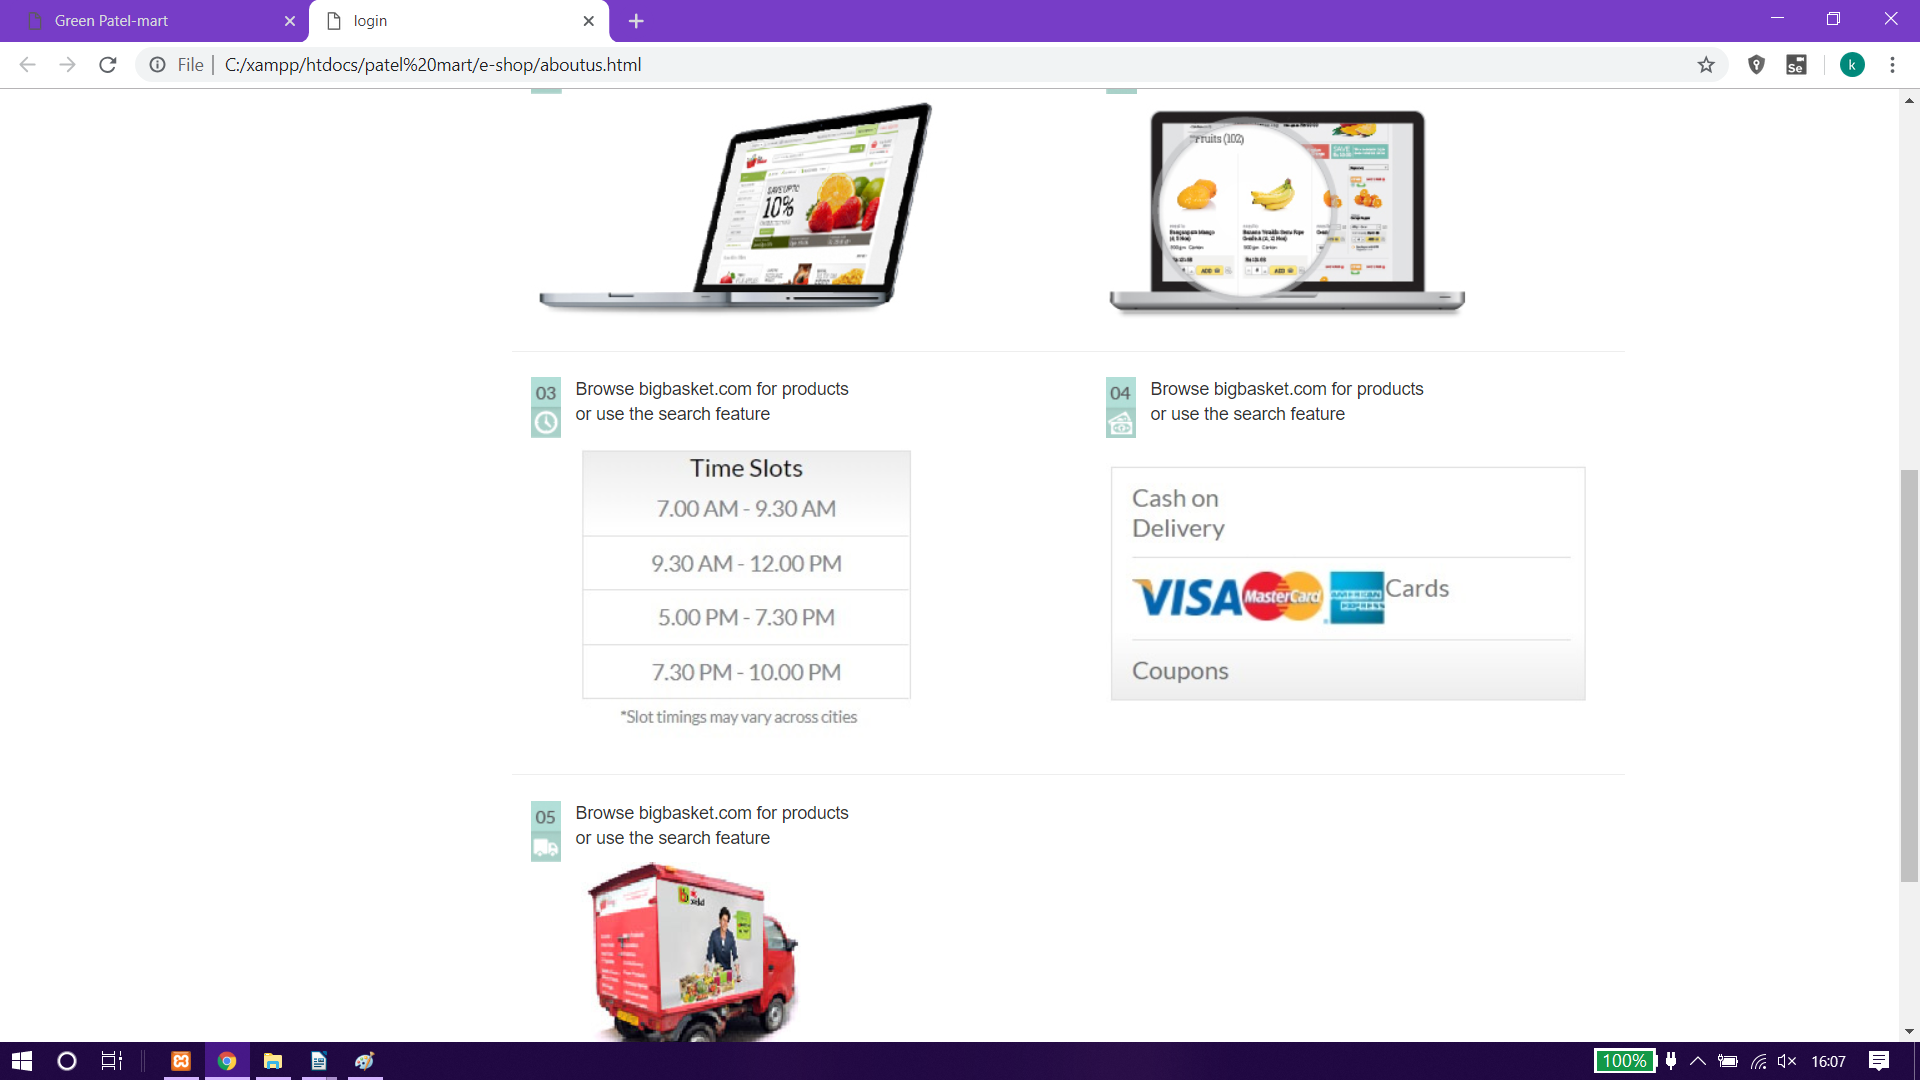 Green Patel-mart
login
File
C:/xampp/htdocs/patel%20mart/e-shop/aboutus.html
Se
k
SAVE UPTO
10%
Fruits (102)
SAVE
ADD
ADD
03
Browse bigbasket.com for products
or use the search feature
04
Browse bigbasket.com for products
or use the search feature
Time Slots
7.00 AM - 9.30 AM
9.30 AM - 12.00 PM
5.00 PM - 7.30 PM
7.30 PM - 10.00 PM
*Slot timings may vary across cities
Cash on
Delivery
VISA MasterCard AMERICAN EXPRESS Cards
Coupons
05
Browse bigbasket.com for products
or use the search feature
100%
16:07